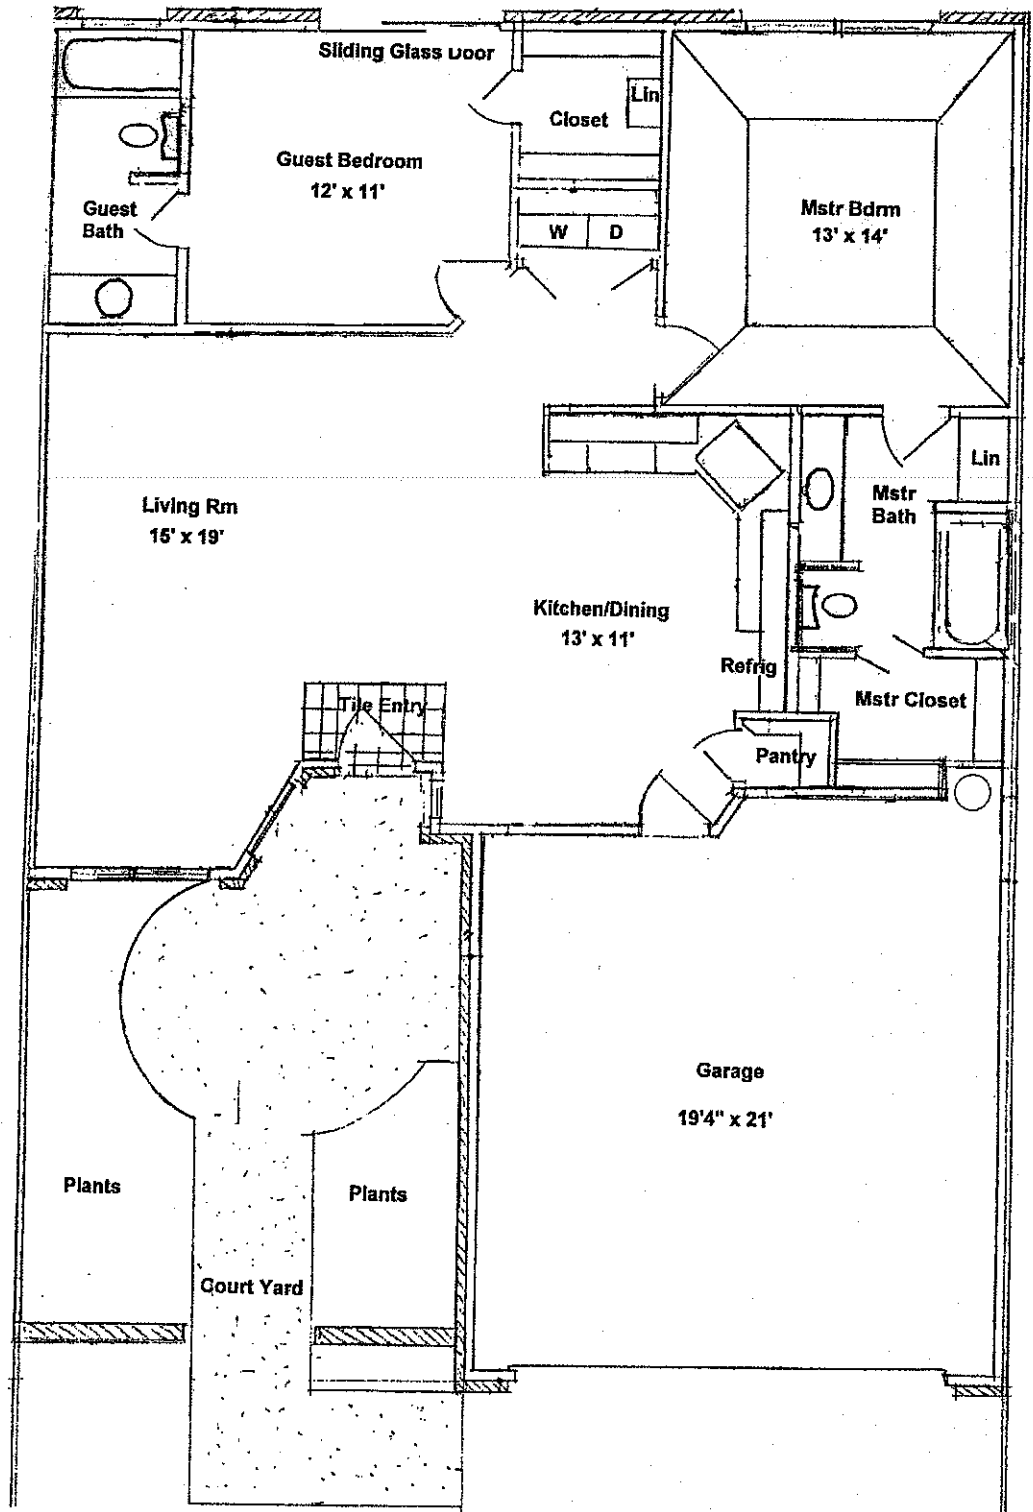 Sliding Glass Door
Lin
Closet
Guest Bedroom
12' x 11'
Guest
Bath
W D
Mstr Bdrm
13' x 14'
Lin
Mstr
Bath
Living Rm
15' x 19'
Kitchen/Dining
13' x 11'
Refrig
Mstr Closet
Tile Entry
Pantry
Garage
19'4" x 21'
Plants
Plants
Court Yard